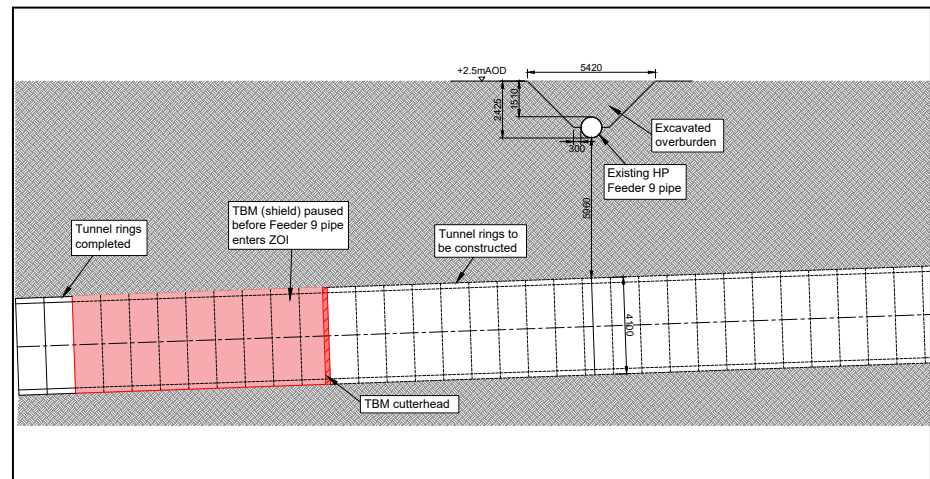 +2.5mAOD
5420
1510
2425
300
Excavated
overburden
Existing HP
Feeder 9 pipe
5960
TBM (shield) paused
before Feeder 9 pipe
enters ZOI
Tunnel rings
completed
Tunnel rings to
be constructed
4100
TBM cutterhead